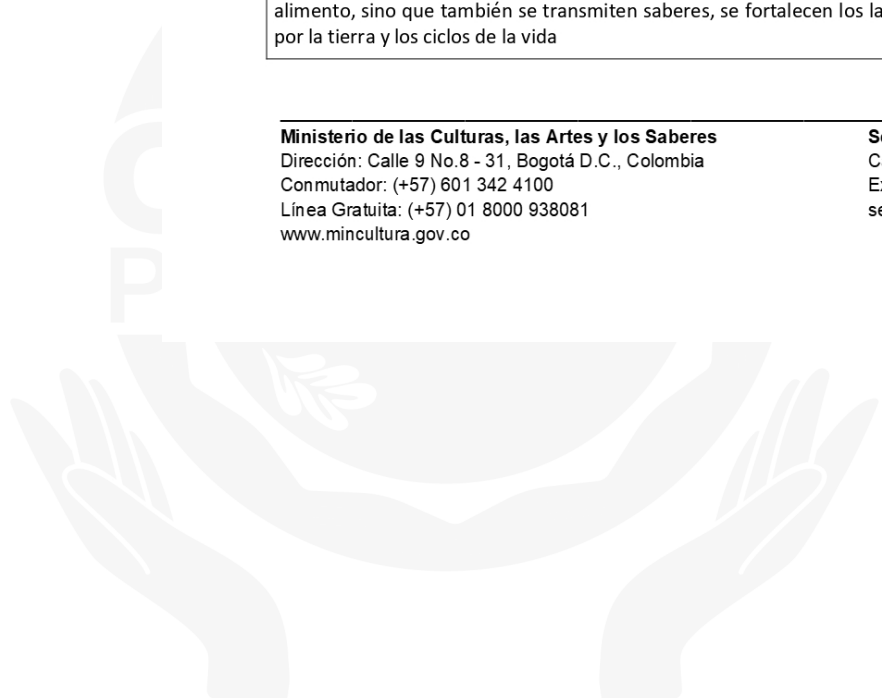 alimento, sino que también se transmiten saberes, se fortalecen los
por la tierra y los ciclos de la vida
Ministerio de las Culturas, las Artes y los Saberes
Dirección: Calle 9 No.8 - 31, Bogotá D.C., Colombia
Conmutador: (+57) 601 342 4100
Línea Gratuita: (+57) 01 8000 938081
www.mincultura.gov.co